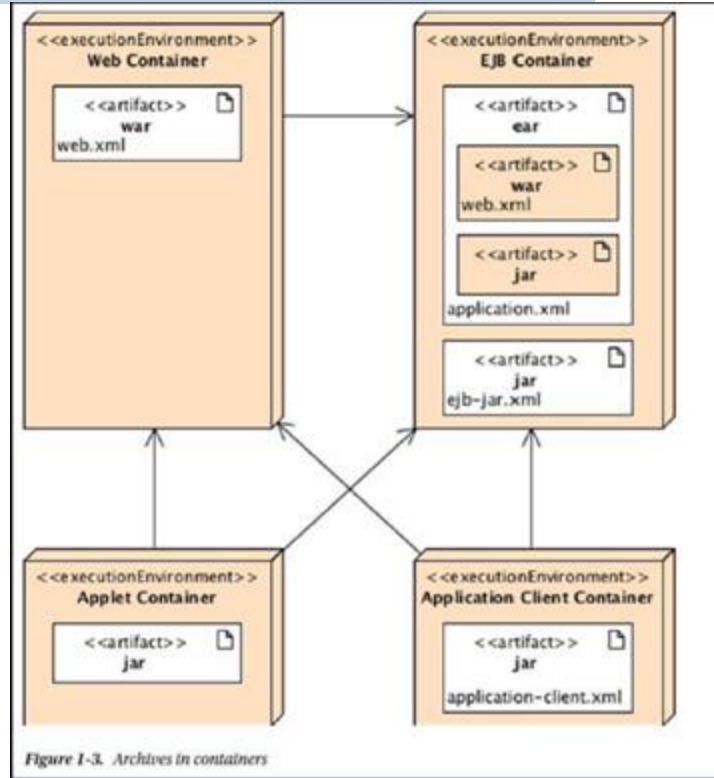 <<executionEnvironment>>
Web Container
<<artifact>>
war
web.xml
<<executionEnvironment>>
EJB Container
<<artifact>>
ear
<<artifact>>
war
web.xml
<<artifact>>
jar
application.xml
<<artifact>>
jar
ejb-jar.xml
<<executionEnvironment>>
Applet Container
<<artifact>>
jar
<<executionEnvironment>>
Application Client Container
<<artifact>>
jar
application-client.xml
Figure 1-3. Archives in containers